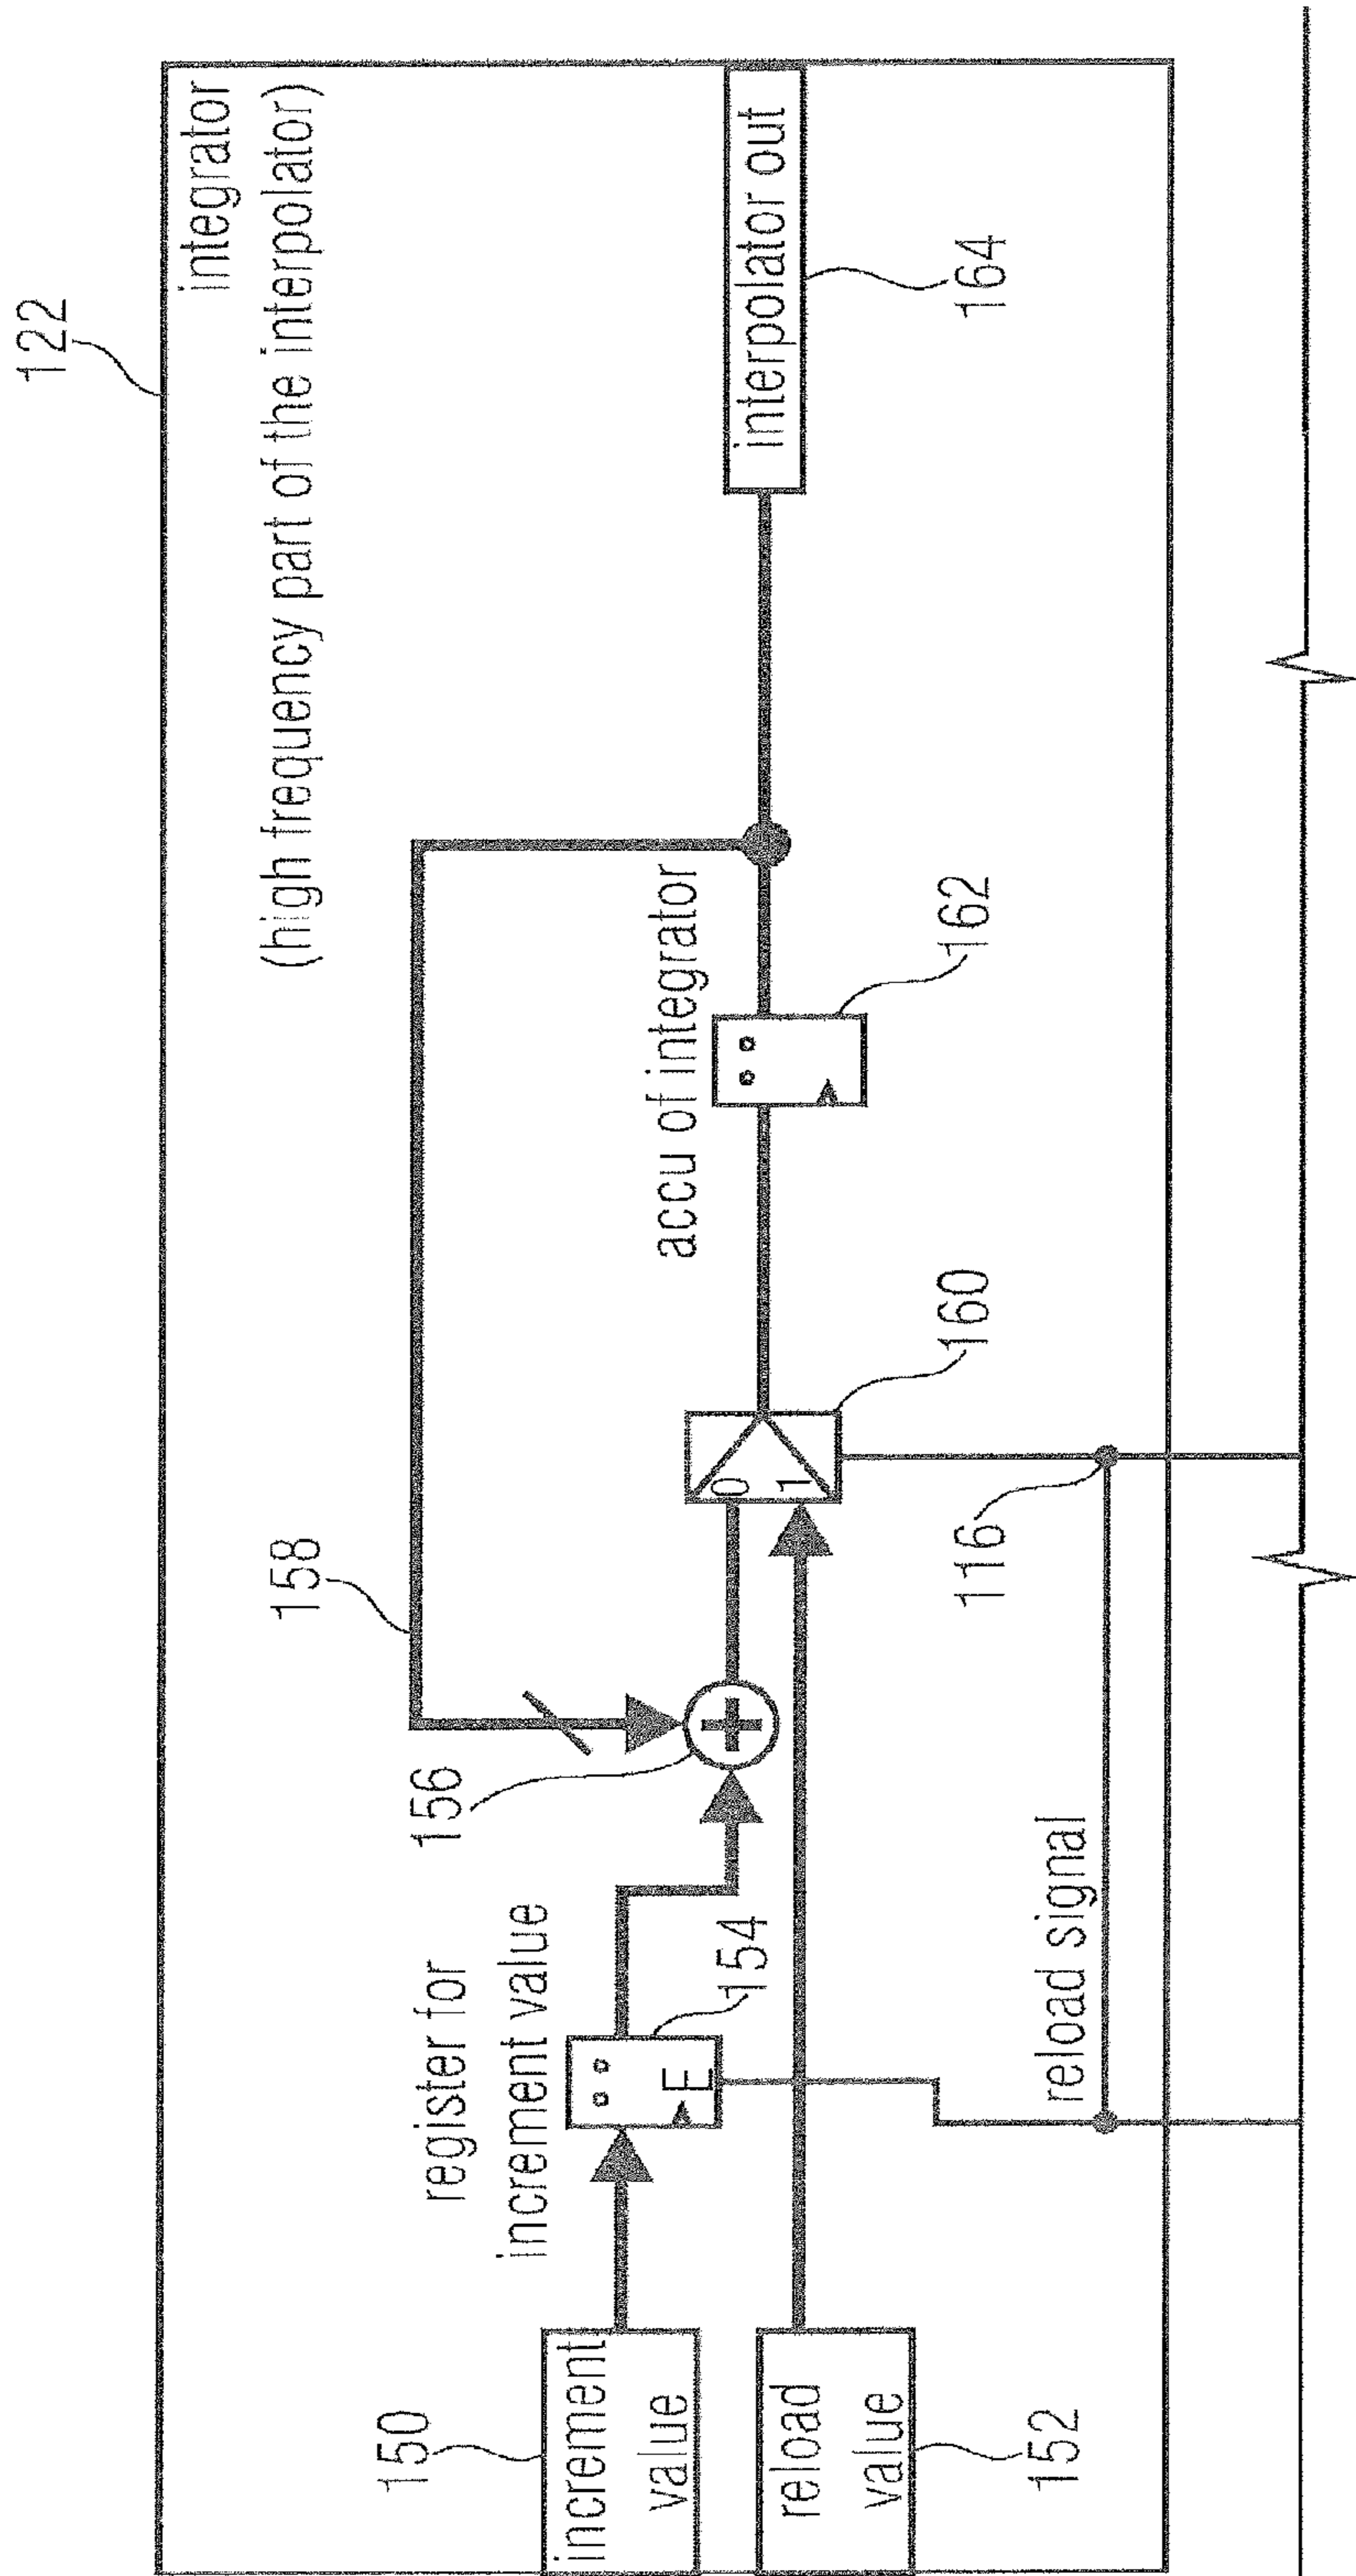 122
integrator
(high frequency part of the interpolator)
158
156
register for
increment value
154
accu of integrator
150
increment
value
E
0
1
160
162
interpolator out
164
reload
value
152
116
reload signal